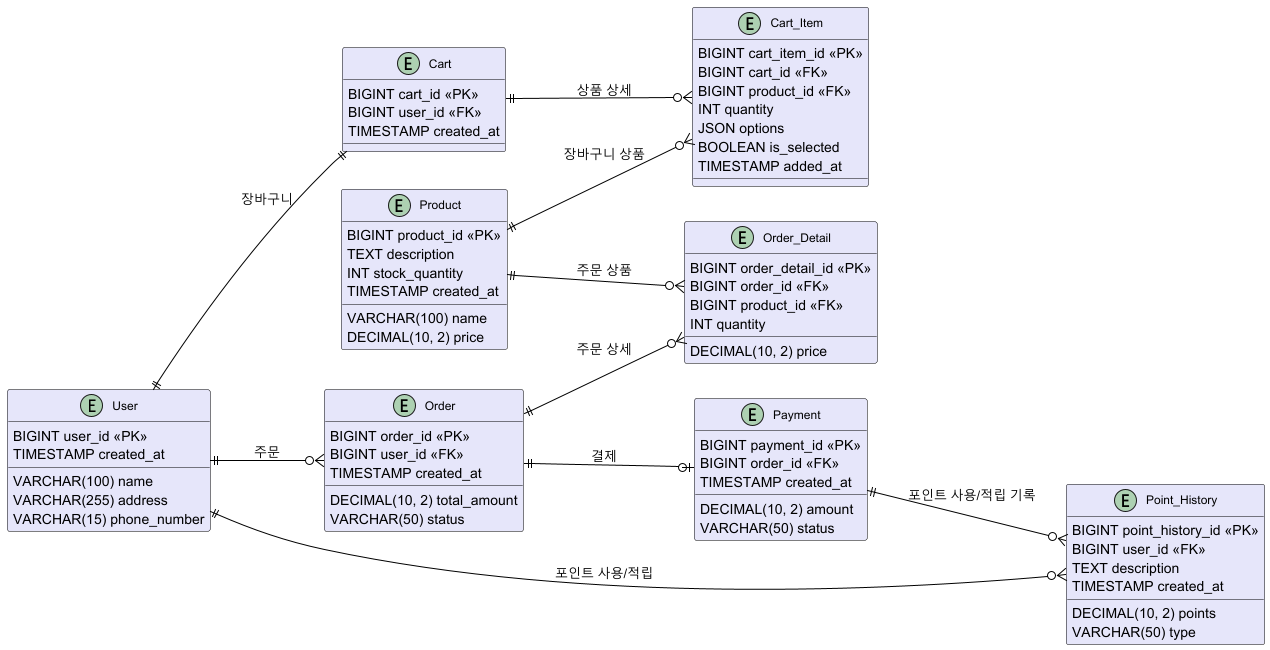 E Cart_Item
BIGINT cart_item_id «PK»
BIGINT cart_id «FK»
BIGINT product_id «FK»
INT quantity
JSON options
BOOLEAN is_selected
TIMESTAMP added_at
E Cart
BIGINT cart_id «PK»
BIGINT user_id «FK»
TIMESTAMP created_at
상품 상세
장바구니 상품
장바구니
E Product
BIGINT product_id «PK»
TEXT description
INT stock_quantity
TIMESTAMP created_at
VARCHAR(100) name
DECIMAL(10, 2) price
주문 상품
E Order_Detail
BIGINT order_detail_id «PK»
BIGINT order_id «FK»
BIGINT product_id «FK»
INT quantity
DECIMAL(10, 2) price
주문 상세
E User
BIGINT user_id «PK»
TIMESTAMP created_at
VARCHAR(100) name
VARCHAR(255) address
VARCHAR(15) phone_number
주문
E Order
BIGINT order_id «PK»
BIGINT user_id «FK»
TIMESTAMP created_at
DECIMAL(10, 2) total_amount
VARCHAR(50) status
결제
E Payment
BIGINT payment_id «PK»
BIGINT order_id «FK»
TIMESTAMP created_at
DECIMAL(10, 2) amount
VARCHAR(50) status
포인트 사용/적립 기록
포인트 사용/적립
E Point_History
BIGINT point_history_id «PK»
BIGINT user_id «FK»
TEXT description
TIMESTAMP created_at
DECIMAL(10, 2) points
VARCHAR(50) type